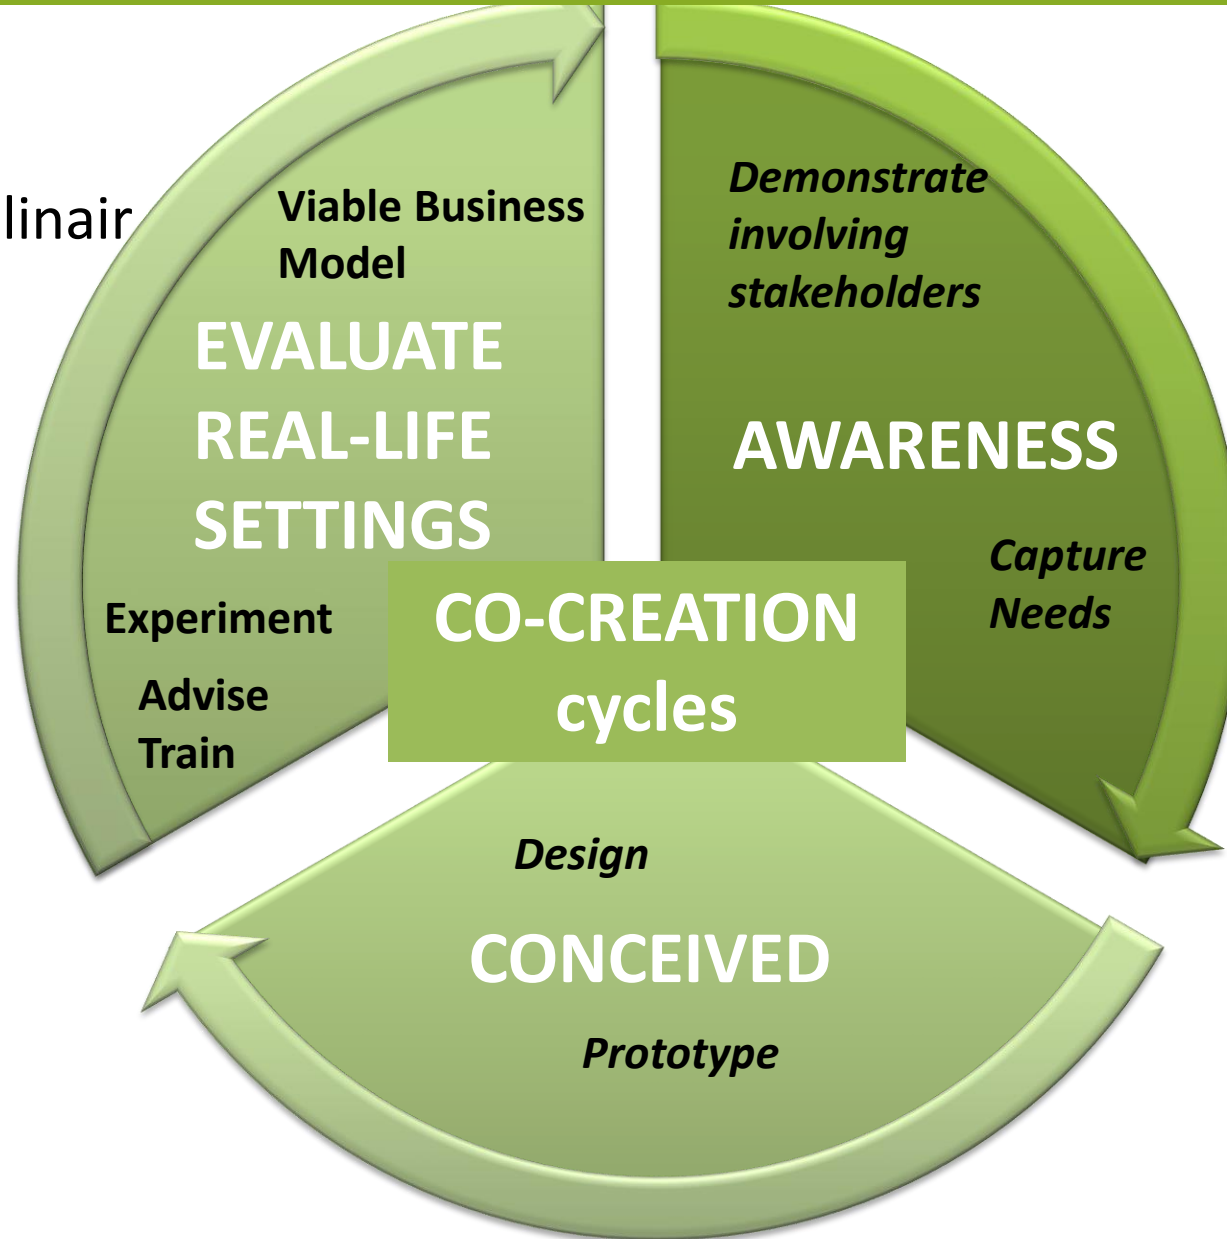 linair
Viable Business
Model
EVALUATE
REAL-LIFE
SETTINGS
Experiment
Advise
Train
Demonstrate
involving
stakeholders
AWARENESS
Capture
Needs
CO-CREATION
cycles
Design
CONCEIVED
Prototype